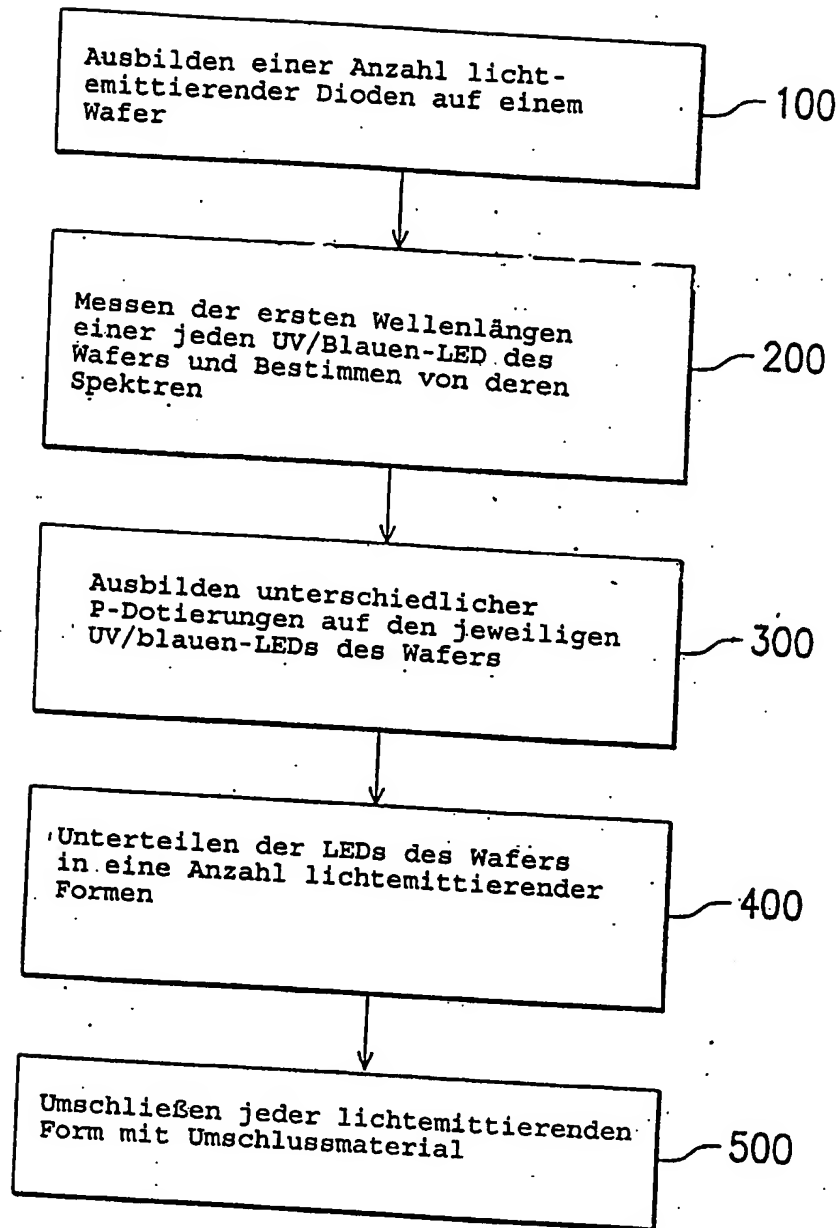 Ausbilden einer Anzahl licht-
emittierender Dioden auf einem
Wafer
100
Messen der ersten Wellenlängen
einer jeden UV/Blauen-LED des
Wafers und Bestimmen von deren
Spektren
200
Ausbilden unterschiedlicher
P-Dotierungen auf den jeweiligen
UV/blauen-LEDs des Wafers
300
Unterteilen der LEDs des Wafers
in eine Anzahl lichtemittierender
Formen
400
Umschließen jeder lichtemittierenden
Form mit Umschlussmaterial
500